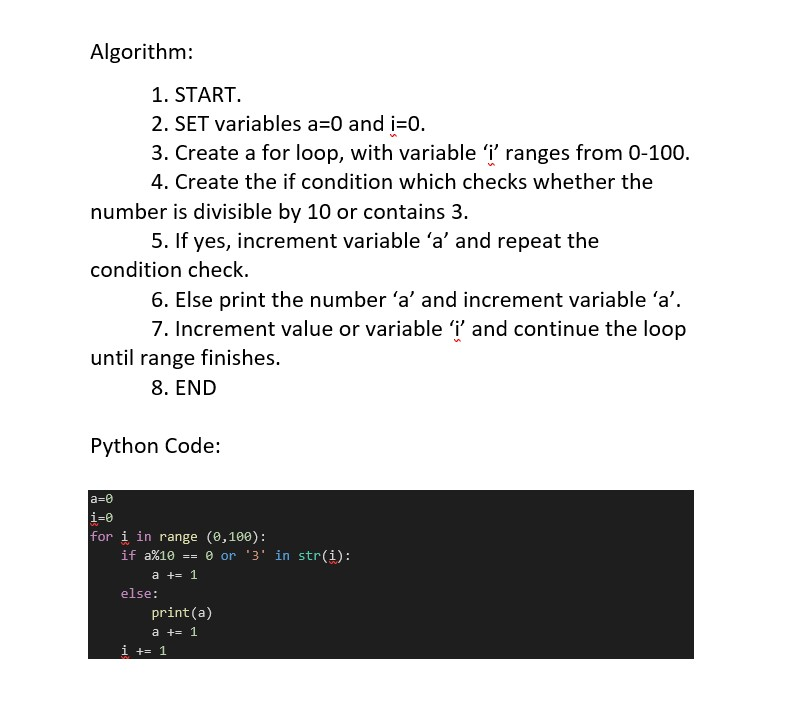 Algorithm:
1. START.
2. SET variables a=0 and i=0.
3. Create a for loop, with variable ‘i’ ranges from 0-100.
4. Create the if condition which checks whether the
number is divisible by 10 or contains 3.
5. If yes, increment variable ‘a’ and repeat the
condition check.
6. Else print the number ‘a’ and increment variable ‘a’.
7. Increment value or variable ‘i’ and continue the loop
until range finishes.
8. END
Python Code:
a=0
i=0
for i in range (0,100):
    if a%10 == 0 or '3' in str(i):
        a += 1
    else:
        print(a)
        a += 1
    i += 1